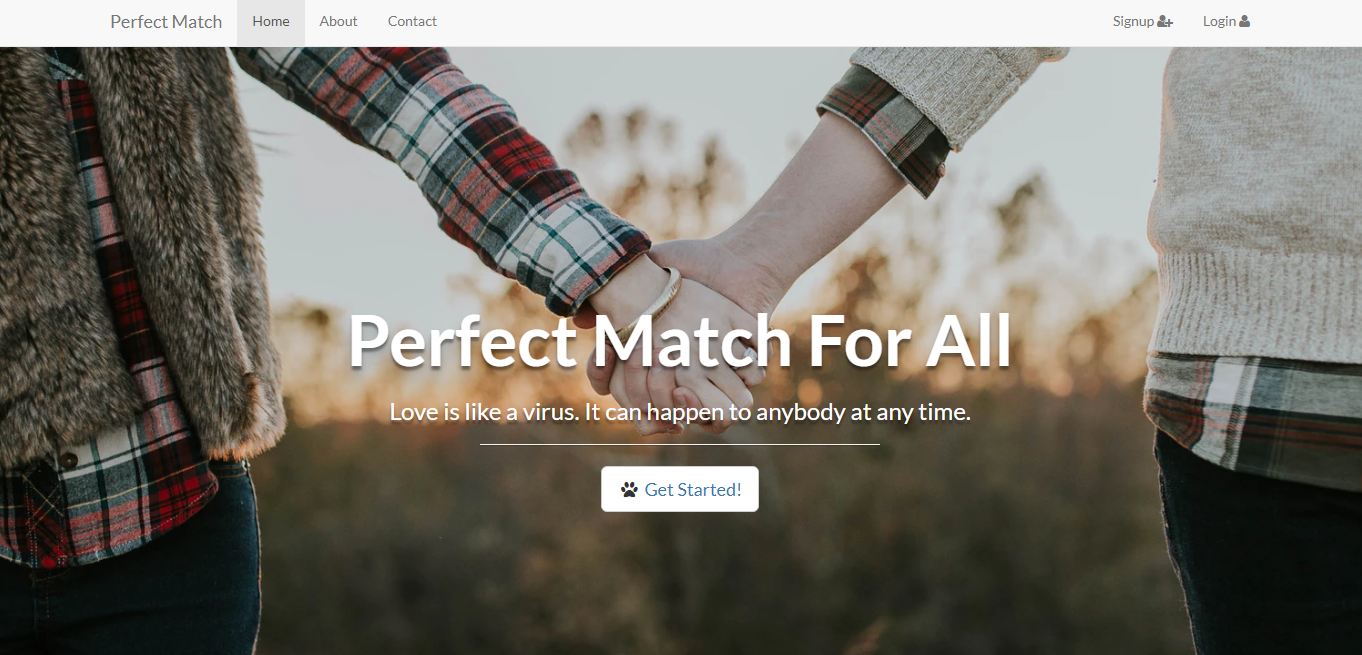 Perfect Match Home About Contact Signup Login
Perfect Match For All
Love is like a virus. It can happen to anybody at any time.
Get Started!